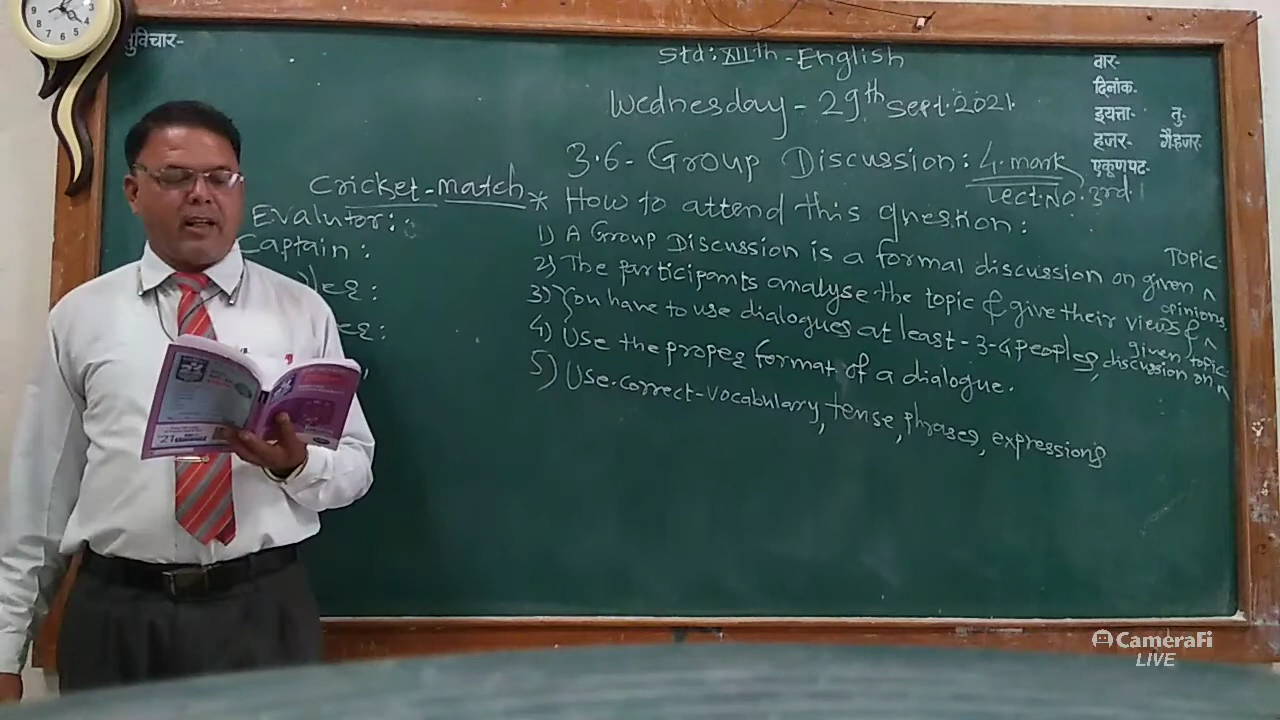 सुविचार-
Std: XIIth - English
Wednesday - 29th Sept. 2021.
3.6 - Group Discussion: 4. mark
Lect. No. 3rd.
Cricket-match
Evalutor:
Captain:
* How to attend this question:
1) A Group Discussion is a formal discussion on given ^ Topic.
2) The participants analyse the topic & give their views & ^ opinions.
3) You have to use dialogues at least - 3-4 peoples, discussion on ^ given topic.
4) Use the proper format of a dialogue.
5) Use correct - vocabulary, tense, phrases, expressions
वार-
दिनांक-
इयत्ता- तु-
हजर- गैहजर-
एकूणपट-
21
CameraFi
LIVE